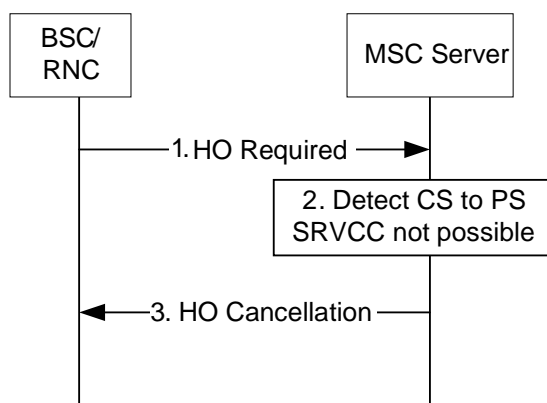 BSC/
RNC
MSC Server
1. HO Required
2. Detect CS to PS
SRVCC not possible
3. HO Cancellation